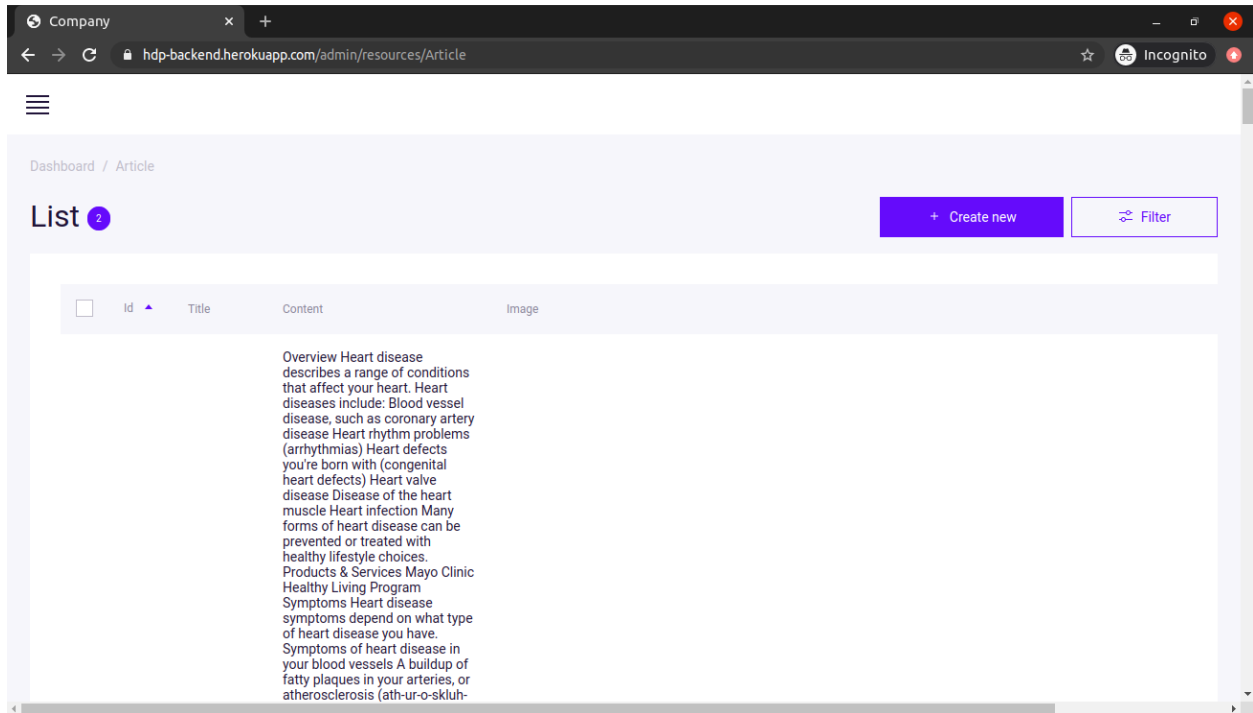 Company
hdp-backend.herokuapp.com/admin/resources/Article
Incognito
Dashboard / Article
List 2
+ Create new
Filter
Id Title Content Image
Overview Heart disease
describes a range of conditions
that affect your heart. Heart
diseases include: Blood vessel
disease, such as coronary artery
disease Heart rhythm problems
(arrhythmias) Heart defects
you're born with (congenital
heart defects) Heart valve
disease Disease of the heart
muscle Heart infection Many
forms of heart disease can be
prevented or treated with
healthy lifestyle choices.
Products & Services Mayo Clinic
Healthy Living Program
Symptoms Heart disease
symptoms depend on what type
of heart disease you have.
Symptoms of heart disease in
your blood vessels A buildup of
fatty plaques in your arteries, or
atherosclerosis (ath-ur-o-skluh-